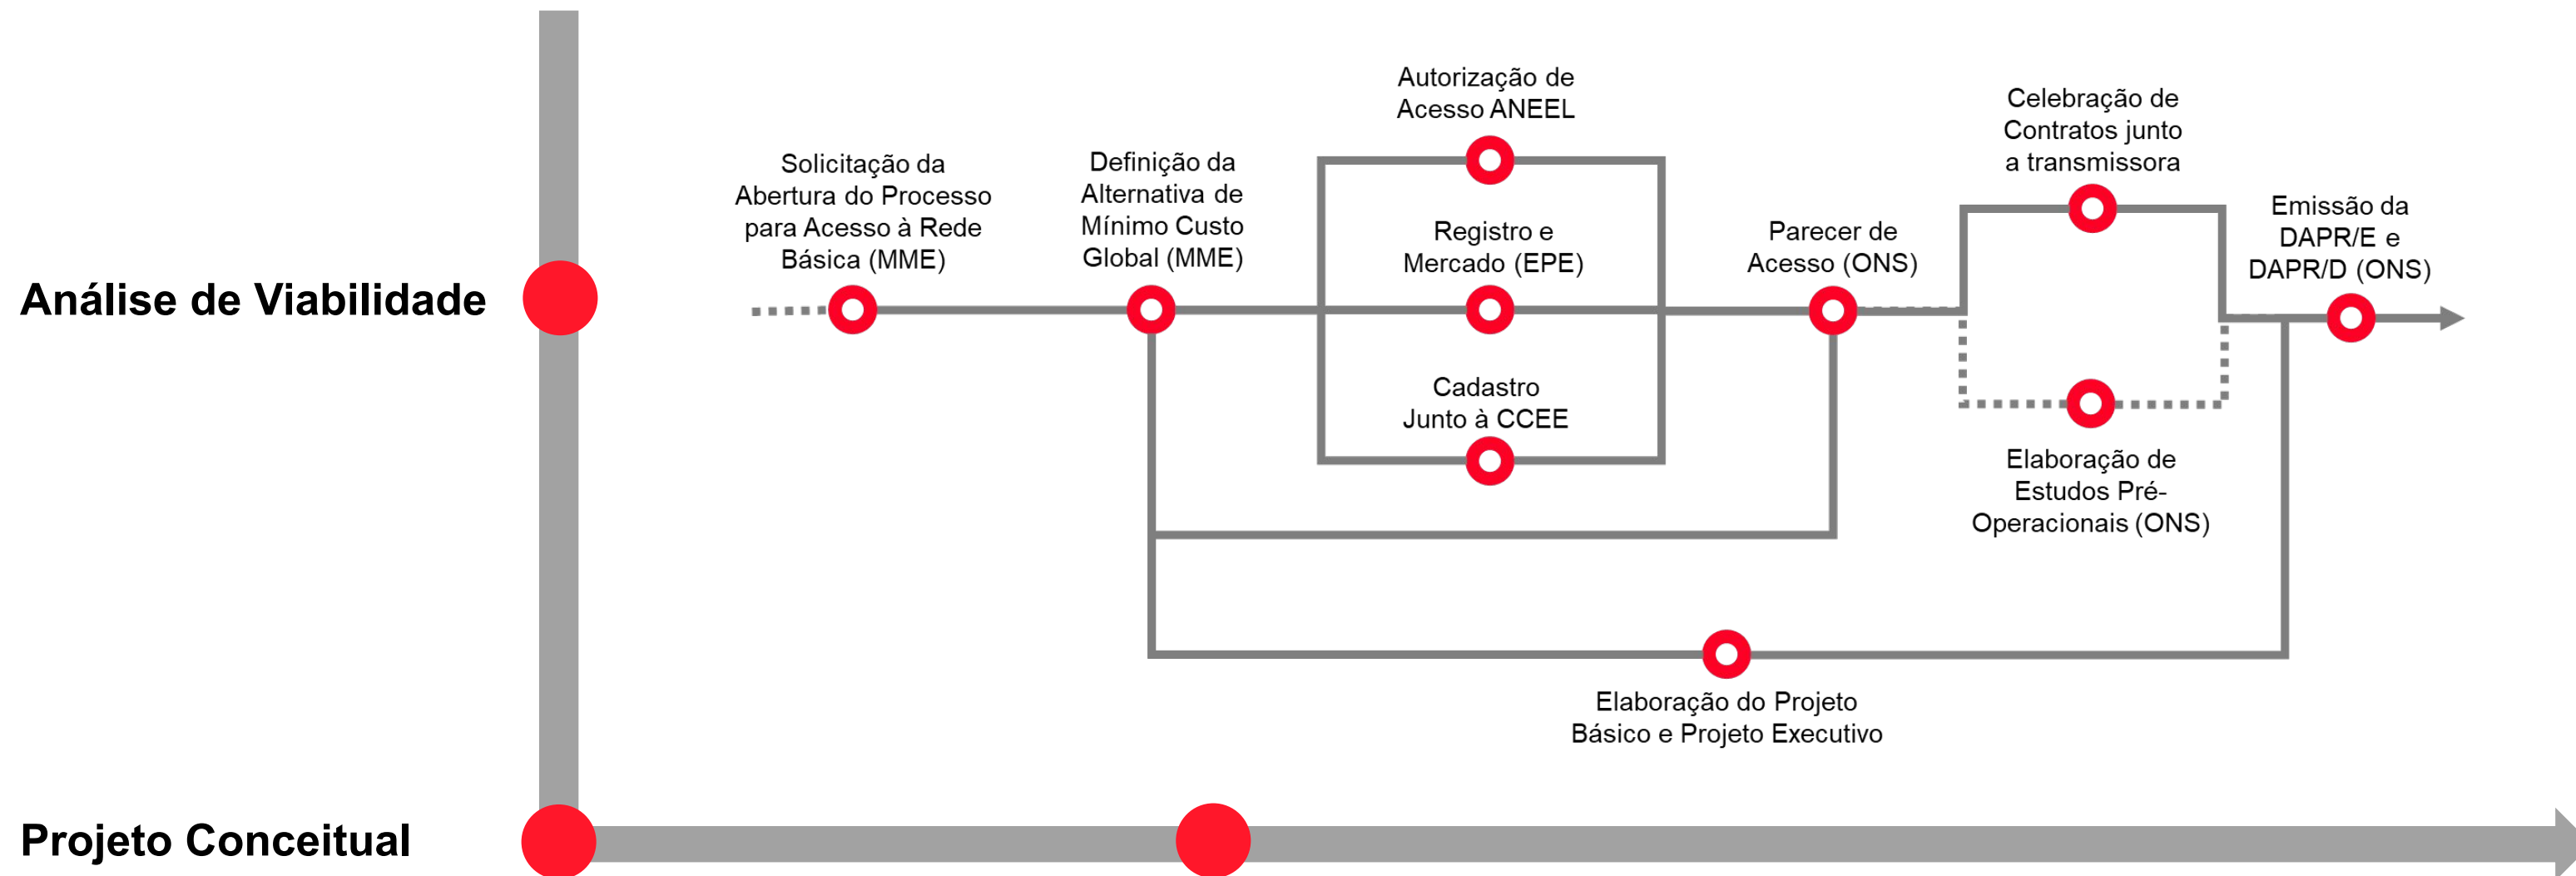 Autorização de
Acesso ANEEL
Celebração de
Contratos junto
a transmissora
Solicitação da
Abertura do Processo
para Acesso à Rede
Básica (MME)
Definição da
Alternativa de
Mínimo Custo
Global (MME)
Registro e
Mercado (EPE)
Parecer de
Acesso (ONS)
Emissão da
DAPR/E e
DAPR/D (ONS)
Análise de Viabilidade
Cadastro
Junto à CCEE
Elaboração de
Estudos Pré-
Operacionais (ONS)
Elaboração do Projeto
Básico e Projeto Executivo
Projeto Conceitual